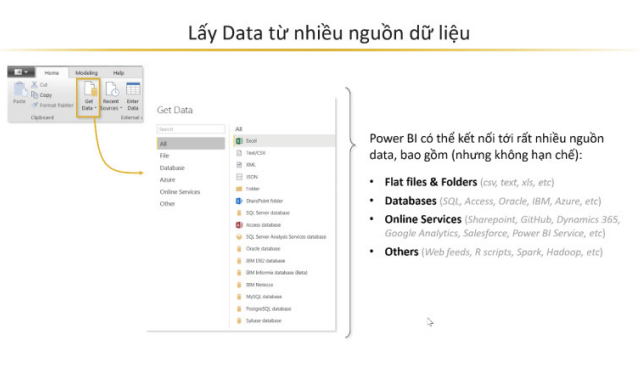 Lấy Data từ nhiều nguồn dữ liệu
Home Modeling Help
Cut
Copy
Paste
Format Painter
Get Data
Recent Sources
Enter Data
Clipboard
External
Get Data
Search
All
File
Database
Azure
Online Services
Other
All
Excel
Text/CSV
XML
JSON
Folder
SharePoint folder
SQL Server database
Access database
SQL Server Analysis Services database
Oracle database
IBM DB2 database
IBM Informix database (Beta)
IBM Netezza
MySQL database
PostgreSQL database
Sybase database
Power BI có thể kết nối tới rất nhiều nguồn
data, bao gồm (nhưng không hạn chế):
• Flat files & Folders (csv, text, xls, etc)
• Databases (SQL, Access, Oracle, IBM, Azure, etc)
• Online Services (Sharepoint, GitHub, Dynamics 365,
Google Analytics, Salesforce, Power BI Service, etc)
• Others (Web feeds, R scripts, Spark, Hadoop, etc)